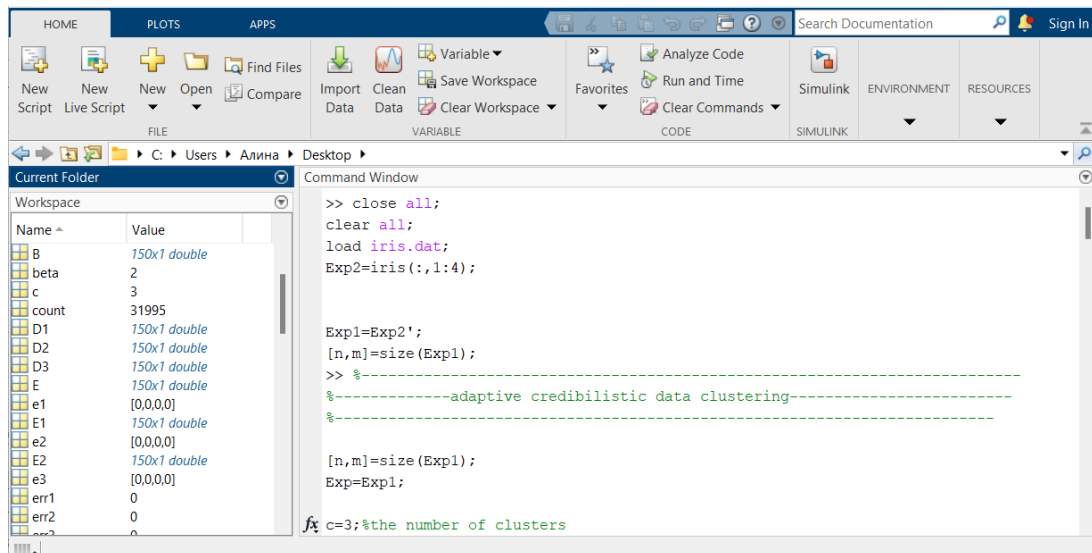 HOME PLOTS APPS Search Documentation Sign In
New Script
New Live Script
New
Open
Find Files
Compare
FILE
Import Data
Clean Data
Variable
Save Workspace
Clear Workspace
VARIABLE
Favorites
Analyze Code
Run and Time
Clear Commands
CODE
Simulink
SIMULINK
ENVIRONMENT
RESOURCES
C: Users Алина Desktop
Current Folder
Workspace
Name Value
B 150x1 double
beta 2
c 3
count 31995
D1 150x1 double
D2 150x1 double
D3 150x1 double
E 150x1 double
e1 [0,0,0,0]
E1 150x1 double
e2 [0,0,0,0]
E2 150x1 double
e3 [0,0,0,0]
err1 0
err2 0
err3 0
Command Window
>> close all;
clear all;
load iris.dat;
Exp2=iris(:,1:4);
Exp1=Exp2';
[n,m]=size(Exp1);
>> %--------------------------------------------------------------------------
%-------------adaptive credibilistic data clustering-------------------------
%--------------------------------------------------------------------------
[n,m]=size(Exp1);
Exp=Exp1;
fx c=3;%the number of clusters